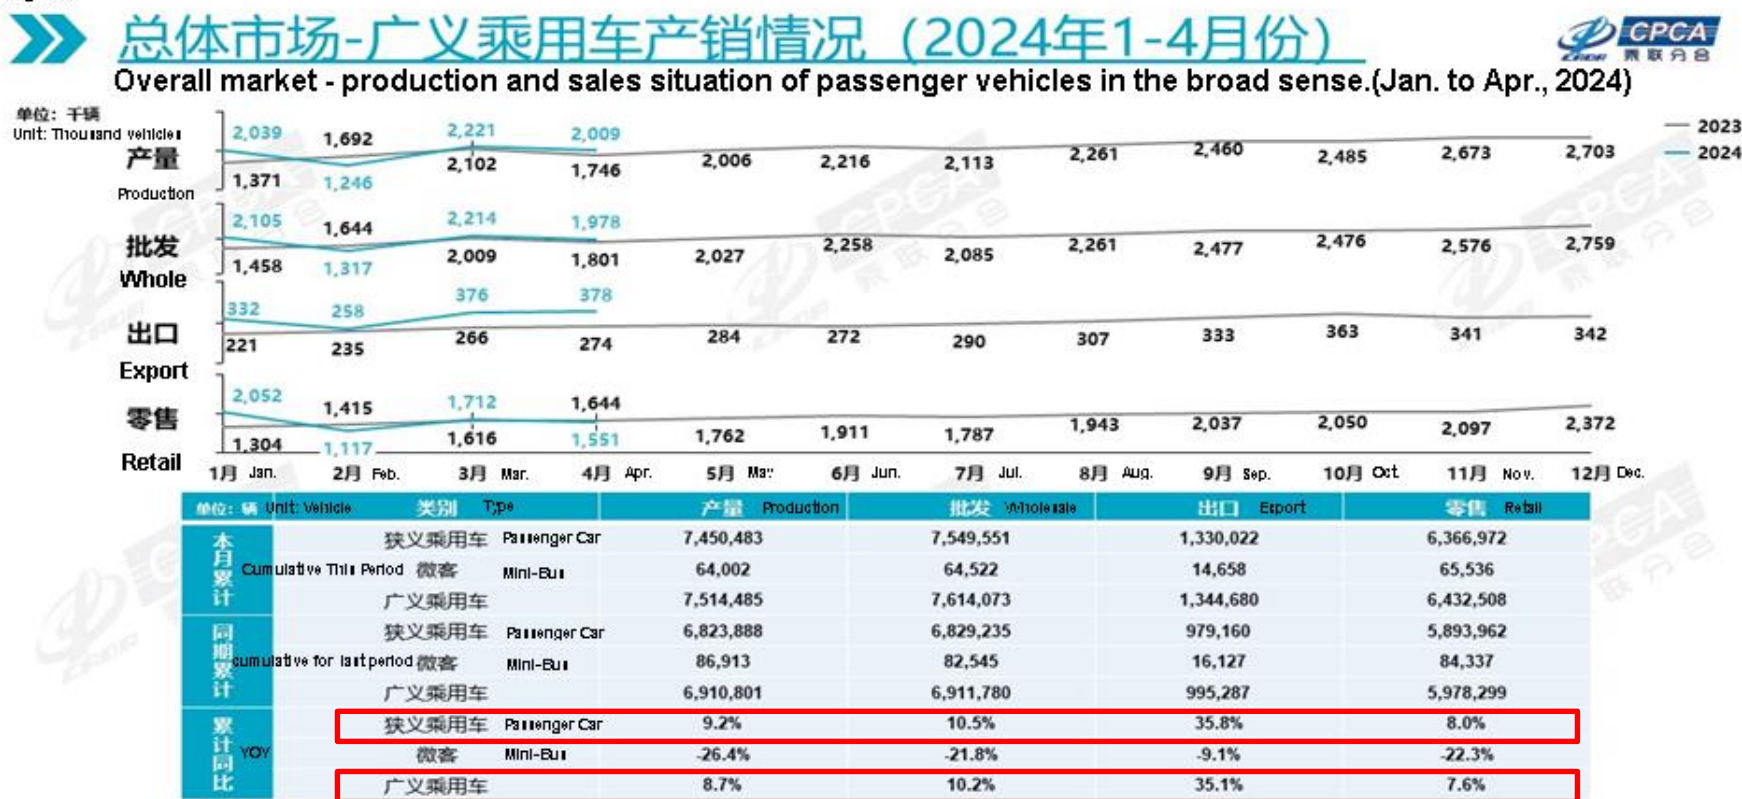 总体市场-广义乘用车产销情况（2024年1-4月份）
CPCA
乘联分会
Overall market - production and sales situation of passenger vehicles in the broad sense.(Jan. to Apr., 2024)
单位：千辆
Unit: Thousand vehicles
2023
2024
产量
Production
2,039 1,692 2,221 2,009
1,371 1,246 2,102 1,746 2,006 2,216 2,113 2,261 2,460 2,485 2,673 2,703
批发
Whole
2,105 1,644 2,214 1,978
1,458 1,317 2,009 1,801 2,027 2,258 2,085 2,261 2,477 2,476 2,576 2,759
出口
Export
332 258 376 378
221 235 266 274 284 272 290 307 333 363 341 342
零售
Retail
2,052 1,415 1,712 1,644
1,304 1,117 1,616 1,551 1,762 1,911 1,787 1,943 2,037 2,050 2,097 2,372
1月 Jan. 2月 Feb. 3月 Mar. 4月 Apr. 5月 May 6月 Jun. 7月 Jul. 8月 Aug. 9月 Sep. 10月 Oct 11月 Nov. 12月 Dec.
单位：辆 Unit: Vehicle 类别 Type 产量 Production 批发 Wholesale 出口 Export 零售 Retail
本月累计 Cumulative This Period
狭义乘用车 Passenger Car 7,450,483 7,549,551 1,330,022 6,366,972
微客 Mini-Bus 64,002 64,522 14,658 65,536
广义乘用车 7,514,485 7,614,073 1,344,680 6,432,508
同期累计 cumulative for last period
狭义乘用车 Passenger Car 6,823,888 6,829,235 979,160 5,893,962
微客 Mini-Bus 86,913 82,545 16,127 84,337
广义乘用车 6,910,801 6,911,780 995,287 5,978,299
累计同比 YOY
狭义乘用车 Passenger Car 9.2% 10.5% 35.8% 8.0%
微客 Mini-Bus -26.4% -21.8% -9.1% -22.3%
广义乘用车 8.7% 10.2% 35.1% 7.6%